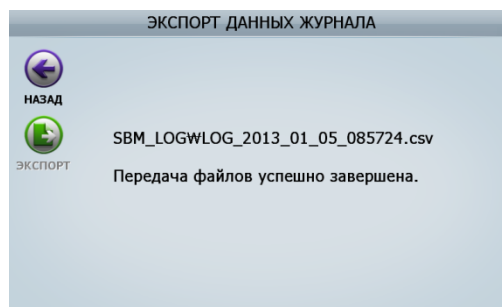 ЭКСПОРТ ДАННЫХ ЖУРНАЛА
НАЗАД
SBM_LOG₩LOG_2013_01_05_085724.csv
ЭКСПОРТ
Передача файлов успешно завершена.